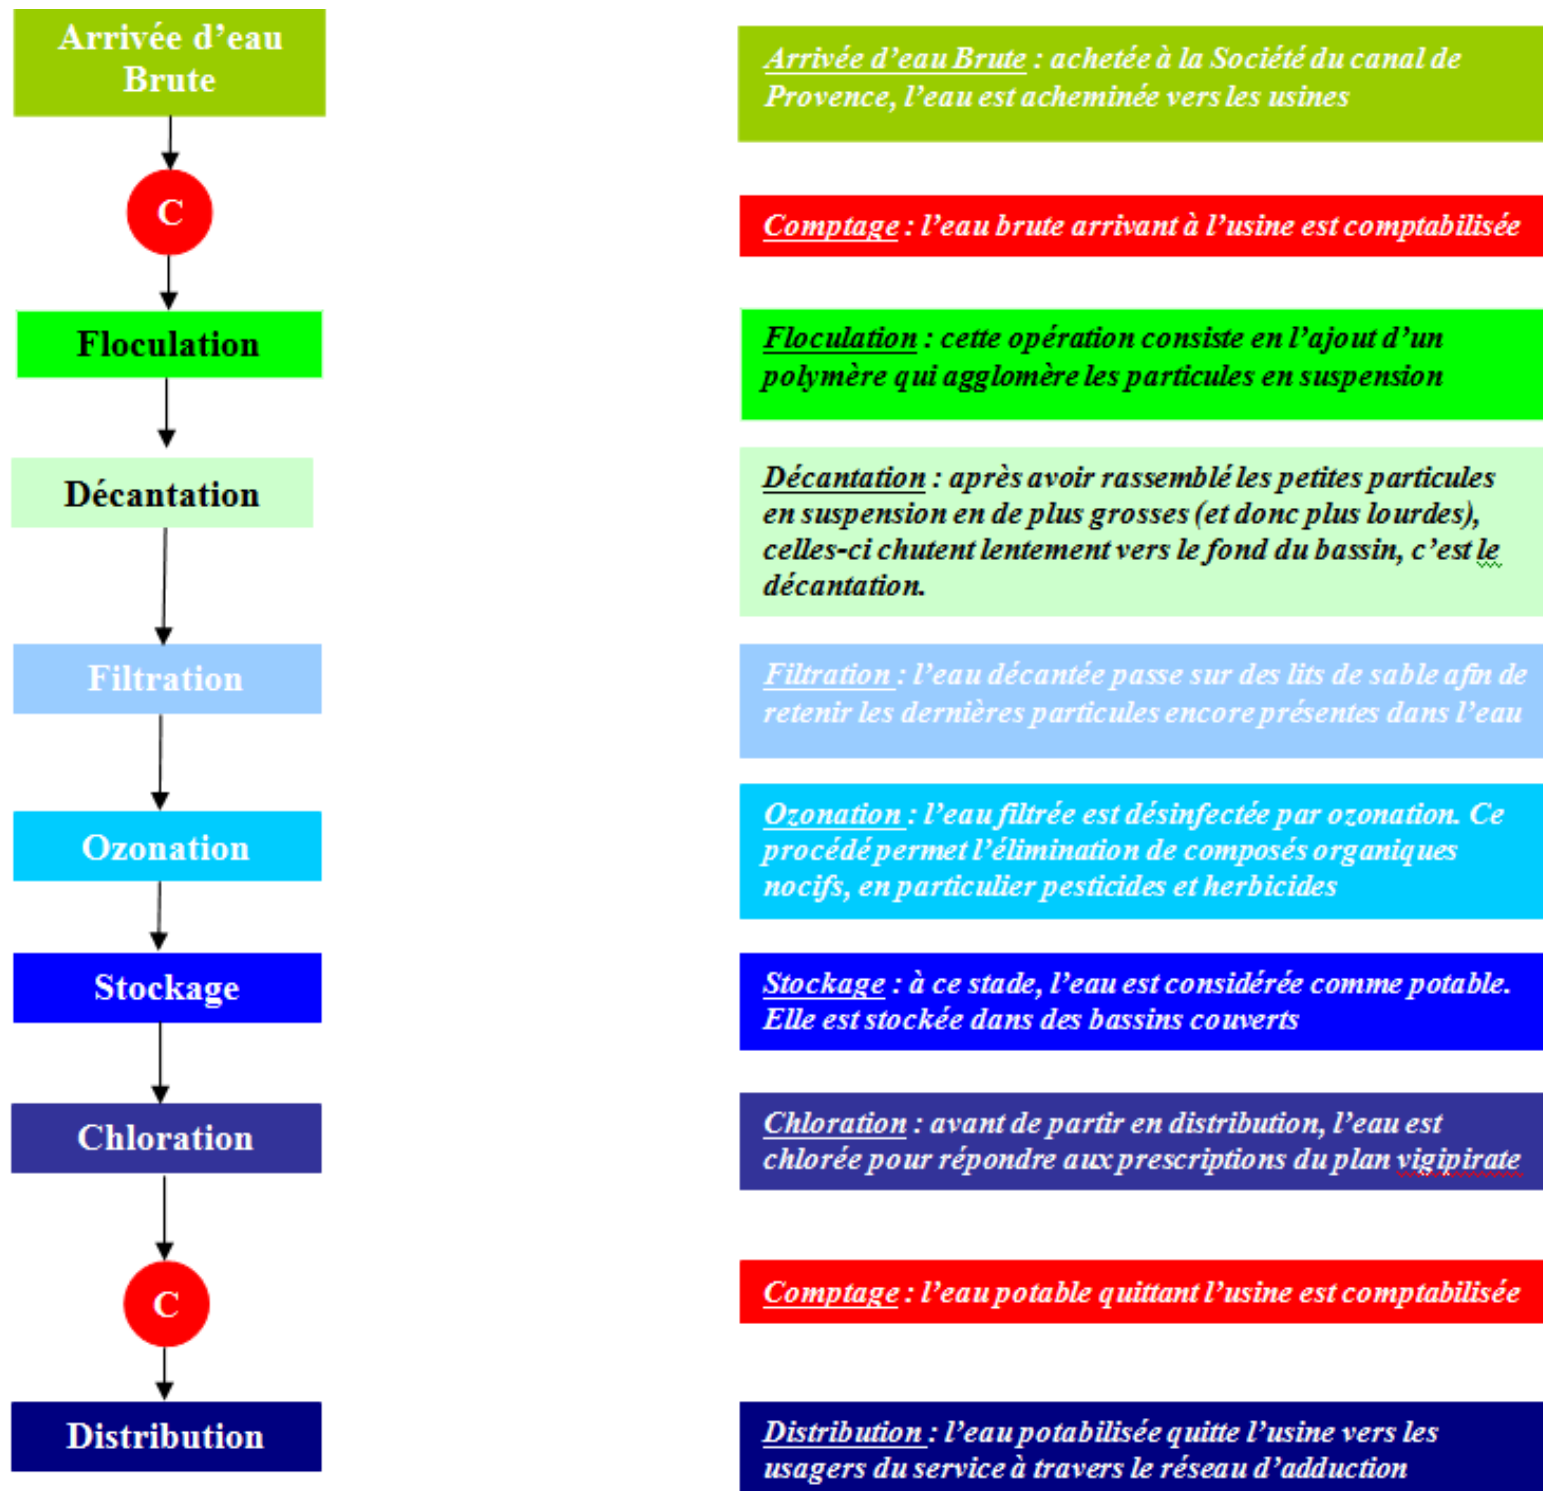 Arrivée d'eau
Brute
Arrivée d'eau Brute : achetée à la Société du canal de
Provence, l'eau est acheminée vers les usines
C
Comptage : l'eau brute arrivant à l'usine est comptabilisée
Floculation
Floculation : cette opération consiste en l'ajout d'un
polymère qui agglomère les particules en suspension
Décantation
Décantation : après avoir rassemblé les petites particules
en suspension en de plus grosses (et donc plus lourdes),
celles-ci chutent lentement vers le fond du bassin, c'est le
décantation.
Filtration
Filtration : l'eau décantée passe sur des lits de sable afin de
retenir les dernières particules encore présentes dans l'eau
Ozonation
Ozonation : l'eau filtrée est désinfectée par ozonation. Ce
procédé permet l'élimination de composés organiques
nocifs, en particulier pesticides et herbicides
Stockage
Stockage : à ce stade, l'eau est considérée comme potable.
Elle est stockée dans des bassins couverts
Chloration
Chloration : avant de partir en distribution, l'eau est
chlorée pour répondre aux prescriptions du plan vigipirate
C
Comptage : l'eau potable quittant l'usine est comptabilisée
Distribution
Distribution : l'eau potabilisée quitte l'usine vers les
usagers du service à travers le réseau d'adduction